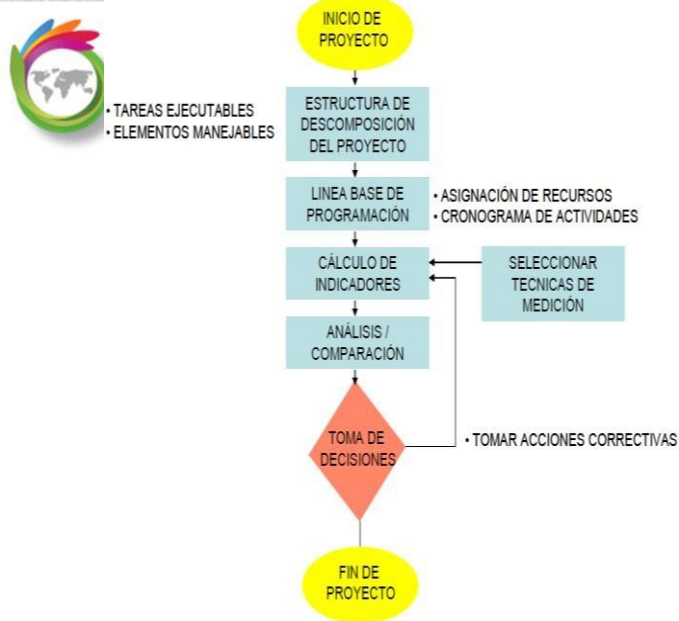 INICIO DE
PROYECTO
• TAREAS EJECUTABLES
• ELEMENTOS MANEJABLES
ESTRUCTURA DE
DESCOMPOSICIÓN
DEL PROYECTO
LINEA BASE DE
PROGRAMACIÓN
• ASIGNACIÓN DE RECURSOS
• CRONOGRAMA DE ACTIVIDADES
CÁLCULO DE
INDICADORES
SELECCIONAR
TECNICAS DE
MEDICIÓN
ANÁLISIS /
COMPARACIÓN
TOMA DE
DECISIONES
• TOMAR ACCIONES CORRECTIVAS
FIN DE
PROYECTO